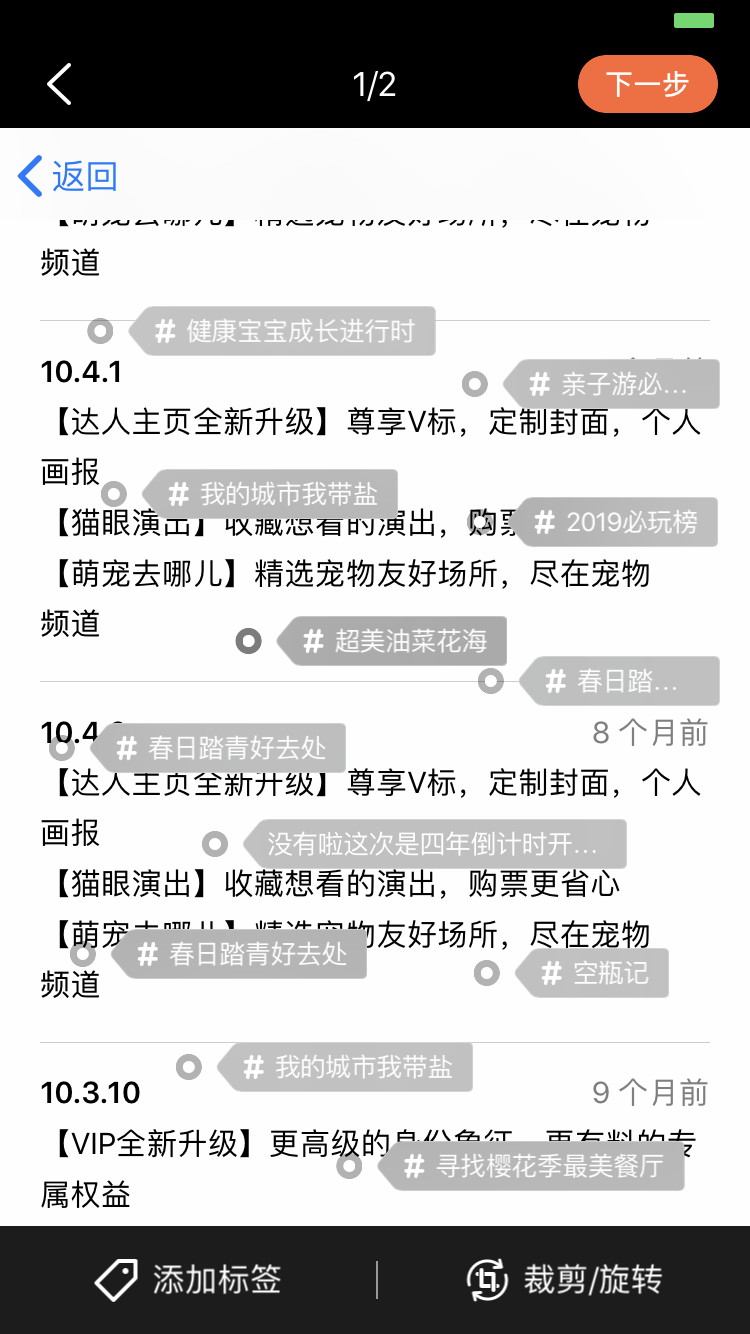 1/2
下一步
返回
频道
# 健康宝宝成长进行时
10.4.1
# 亲子游必...
【达人主页全新升级】尊享V标，定制封面，个人
画报
# 我的城市我带盐
【猫眼演出】收藏想看的演出，购票
# 2019必玩榜
【萌宠去哪儿】精选宠物友好场所，尽在宠物
频道
# 超美油菜花海
# 春日踏...
10.4
8 个月前
# 春日踏青好去处
【达人主页全新升级】尊享V标，定制封面，个人
画报
没有啦这次是四年倒计时开...
【猫眼演出】收藏想看的演出，购票更省心
【萌宠去哪儿】精选宠物友好场所，尽在宠物
# 春日踏青好去处
# 空瓶记
频道
# 我的城市我带盐
10.3.10
9 个月前
【VIP全新升级】更高级的身份象征，更有料的专
# 寻找樱花季最美餐厅
属权益
添加标签
裁剪/旋转